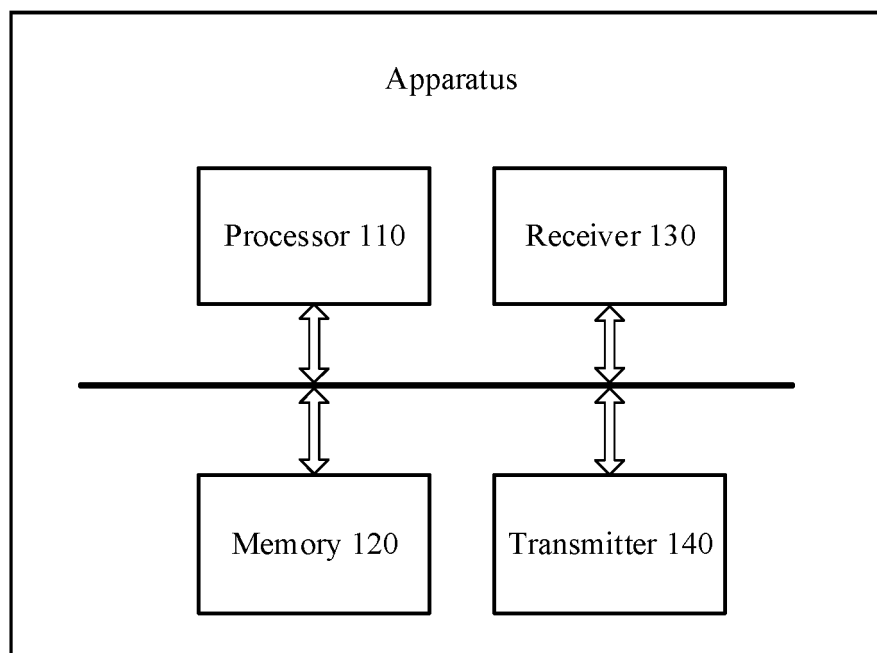 Apparatus
Processor 110
Receiver 130
Memory 120
Transmitter 140